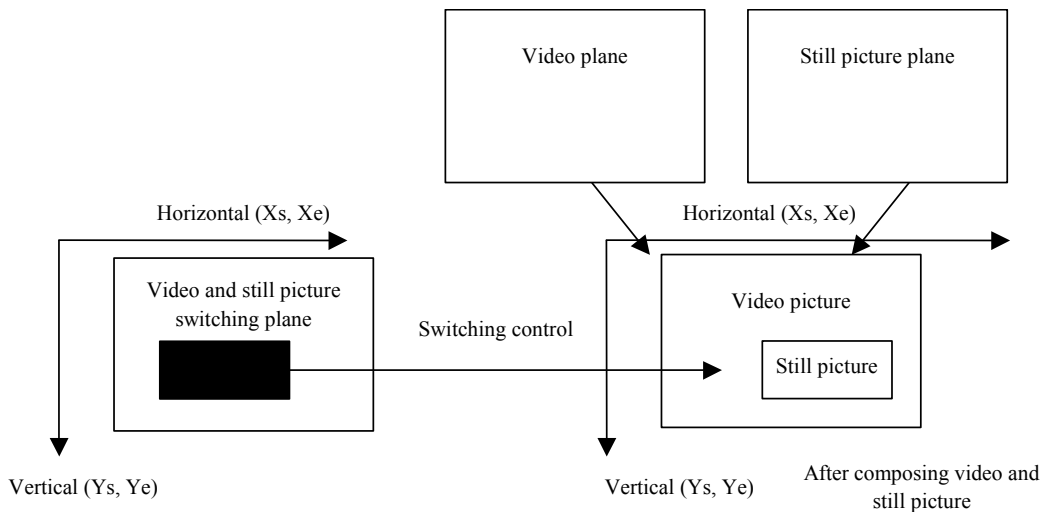 Video plane
Still picture plane
Horizontal (Xs, Xe)
Horizontal (Xs, Xe)
Video and still picture
switching plane
Switching control
Video picture
Still picture
Vertical (Ys, Ye)
Vertical (Ys, Ye)
After composing video and
still picture